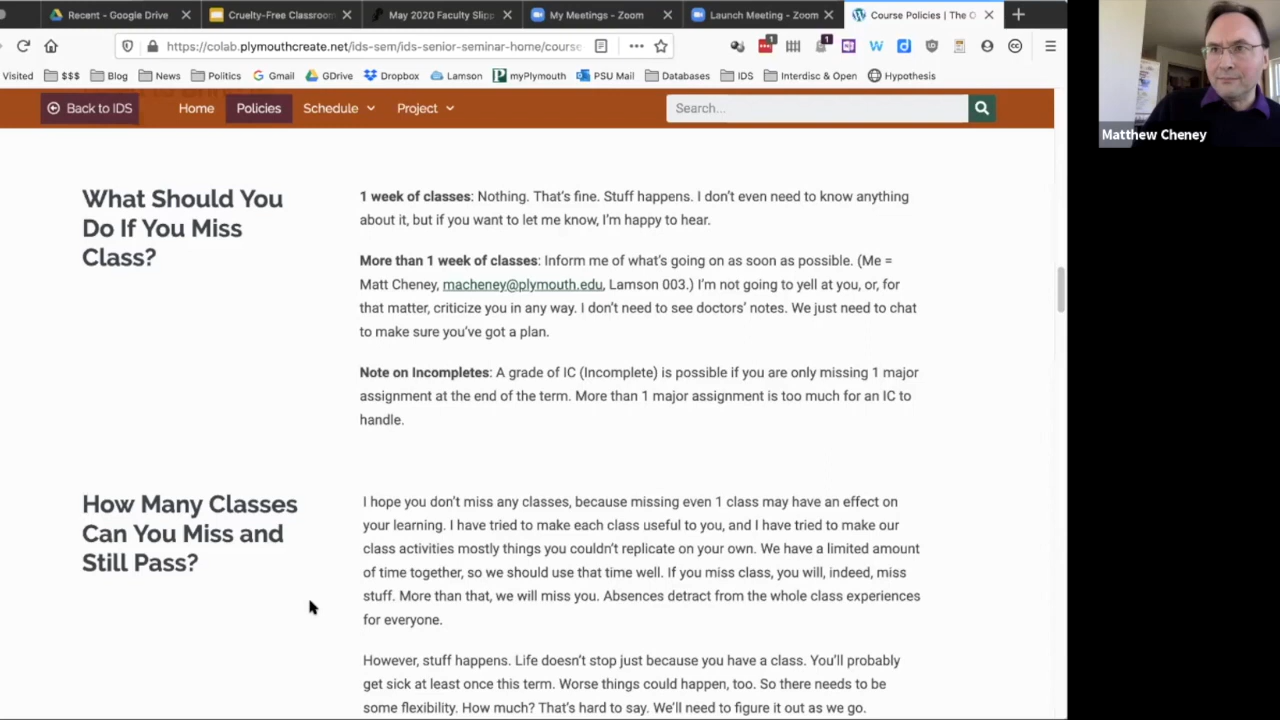 Recent - Google Drive
Cruelty-Free Classroom
May 2020 Faculty Slipp
My Meetings - Zoom
Launch Meeting - Zoom
Course Policies | The O
https://colab.plymouthcreate.net/ids-sem/ids-senior-seminar-home/course
Visited
$$$
Blog
News
Politics
Gmail
GDrive
Dropbox
Lamson
myPlymouth
PSU Mail
Databases
IDS
Interdisc & Open
Hypothesis
Back to IDS
Home
Policies
Schedule
Project
Search...
Matthew Cheney
What Should You
Do If You Miss
Class?
1 week of classes: Nothing. That's fine. Stuff happens. I don't even need to know anything
about it, but if you want to let me know, I'm happy to hear.
More than 1 week of classes: Inform me of what's going on as soon as possible. (Me =
Matt Cheney, macheney@plymouth.edu, Lamson 003.) I'm not going to yell at you, or, for
that matter, criticize you in any way. I don't need to see doctors' notes. We just need to chat
to make sure you've got a plan.
Note on Incompletes: A grade of IC (Incomplete) is possible if you are only missing 1 major
assignment at the end of the term. More than 1 major assignment is too much for an IC to
handle.
How Many Classes
Can You Miss and
Still Pass?
I hope you don't miss any classes, because missing even 1 class may have an effect on
your learning. I have tried to make each class useful to you, and I have tried to make our
class activities mostly things you couldn't replicate on your own. We have a limited amount
of time together, so we should use that time well. If you miss class, you will, indeed, miss
stuff. More than that, we will miss you. Absences detract from the whole class experiences
for everyone.
However, stuff happens. Life doesn't stop just because you have a class. You'll probably
get sick at least once this term. Worse things could happen, too. So there needs to be
some flexibility. How much? That's hard to say. We'll need to figure it out as we go.